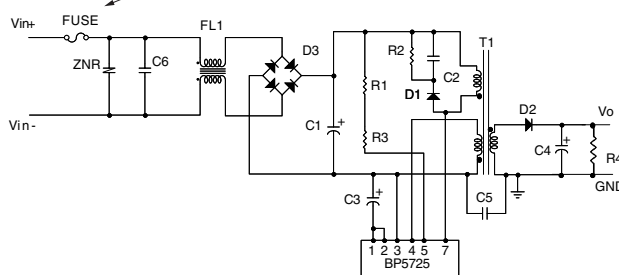 Vin+ FUSE FL1 T1
ZNR C6 D3 R2 C2
R1 D1
D2 Vo
C1 R3 C4 R4
Vin-
GND
C3 C5
1 2 3 4 5 7
BP5725